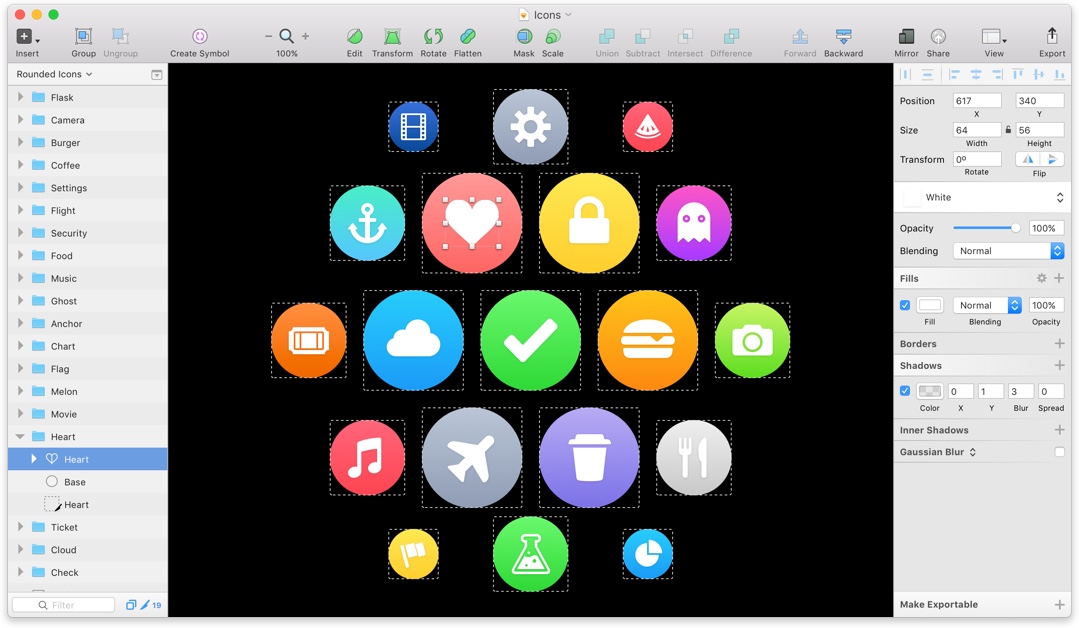 Icons
Insert
Group
Ungroup
Create Symbol
100%
Edit
Transform
Rotate
Flatten
Mask
Scale
Union
Subtract
Intersect
Difference
Forward
Backward
Mirror
Share
View
Export
Rounded Icons
Flask
Camera
Burger
Coffee
Settings
Flight
Security
Food
Music
Ghost
Anchor
Chart
Flag
Melon
Movie
Heart
Heart
Base
Heart
Ticket
Cloud
Check
Filter
19
Position
617
340
X
Y
Size
64
56
Width
Height
Transform
0º
Rotate
Flip
White
Opacity
100%
Blending
Normal
Fills
Normal
100%
Fill
Blending
Opacity
Borders
Shadows
0
1
3
0
Color
X
Y
Blur
Spread
Inner Shadows
Gaussian Blur
Make Exportable